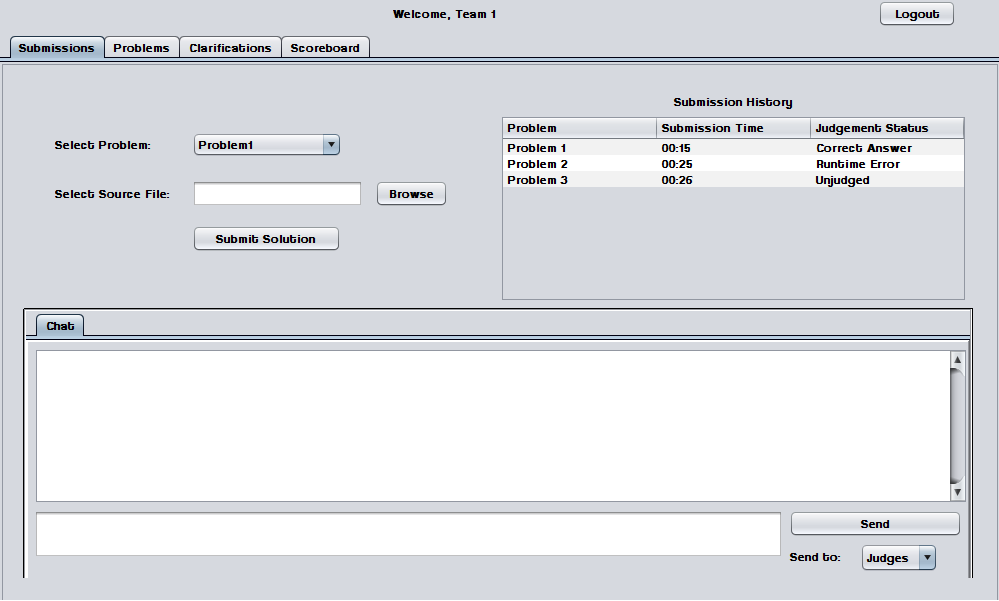 Welcome, Team 1
Logout
Submissions Problems Clarifications Scoreboard
Submission History
Select Problem: Problem1
Select Source File: Browse
Submit Solution
Problem Submission Time Judgement Status
Problem 1 00:15 Correct Answer
Problem 2 00:25 Runtime Error
Problem 3 00:26 Unjudged
Chat
Send
Send to: Judges